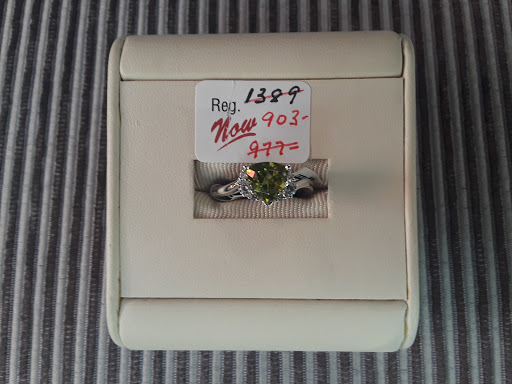 Reg. 1389
Now 903-
977=